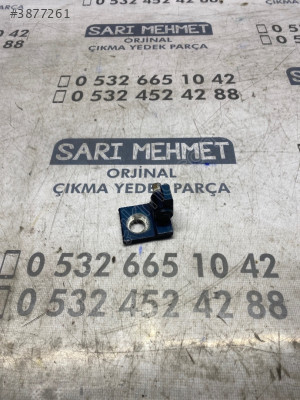 #3877261
SARI MEHMET
ORJİNAL
ÇIKMA YEDEK PARÇA
0 532 665 10 42
0 532 452 42 88
SARI MEHMET
ORJİNAL
ÇIKMA YEDEK PARÇA
0 532 665 10 42
0 532 452 42 88